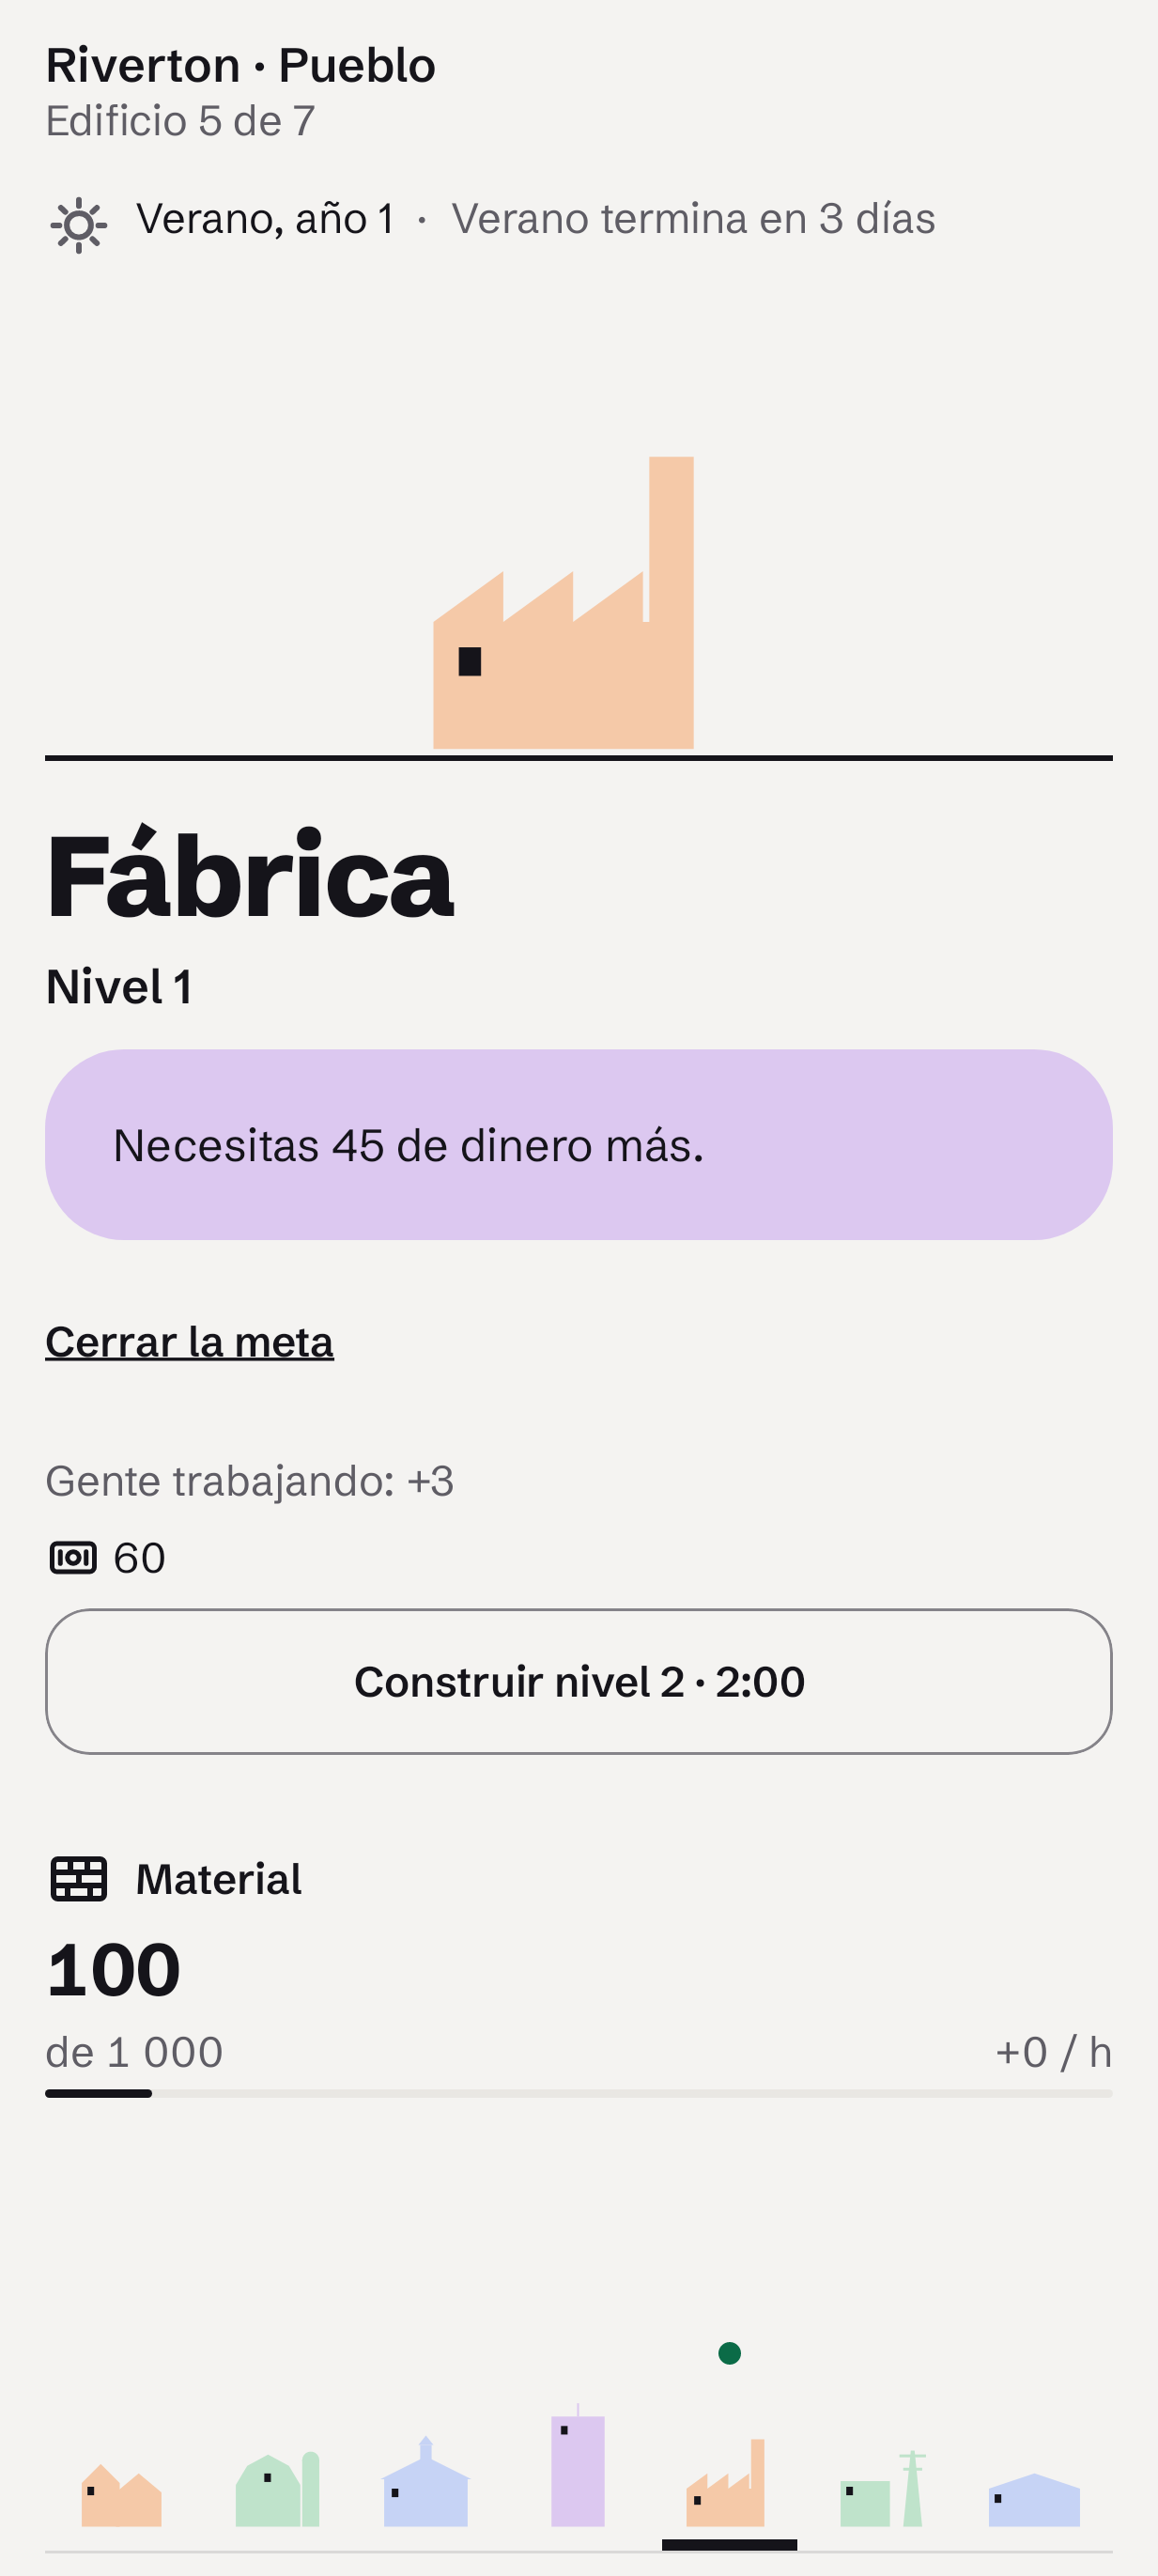 Riverton · Pueblo
Edificio 5 de 7
Verano, año 1 · Verano termina en 3 días
Fábrica
Nivel 1
Necesitas 45 de dinero más.
Cerrar la meta
Gente trabajando: +3
60
Construir nivel 2 · 2:00
Material
100
de 1 000 +0 / h